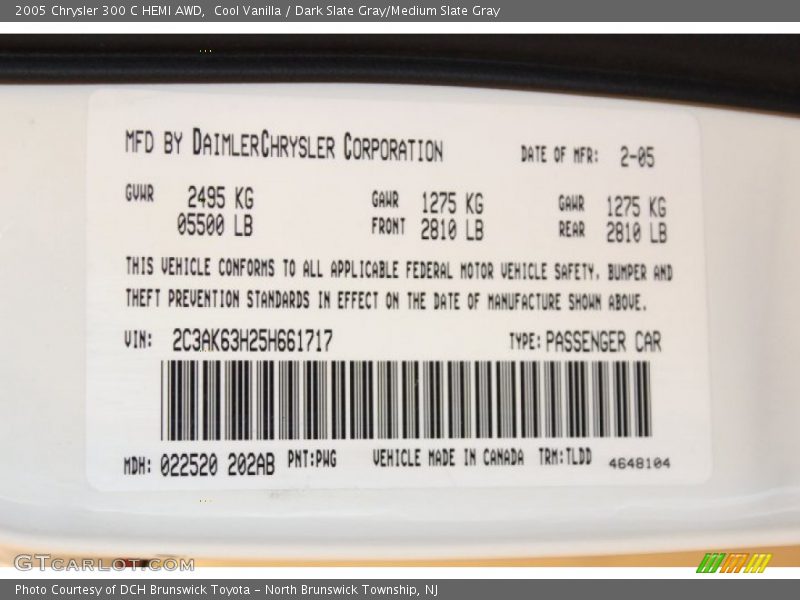 2005 Chrysler 300 C HEMI AWD,  Cool Vanilla / Dark Slate Gray/Medium Slate Gray
MFD BY DAIMLERCHRYSLER CORPORATION DATE OF MFR: 2-05
GVWR 2495 KG GAWR 1275 KG GAWR 1275 KG
05500 LB FRONT 2810 LB REAR 2810 LB
THIS VEHICLE CONFORMS TO ALL APPLICABLE FEDERAL MOTOR VEHICLE SAFETY, BUMPER AND
THEFT PREVENTION STANDARDS IN EFFECT ON THE DATE OF MANUFACTURE SHOWN ABOVE.
VIN: 2C3AK63H25H661717 TYPE: PASSENGER CAR
MDH: 022520 202AB PNT:PWG VEHICLE MADE IN CANADA TRM:TLDD 4648104
GTCARLOT.COM
Photo Courtesy of DCH Brunswick Toyota – North Brunswick Township, NJ